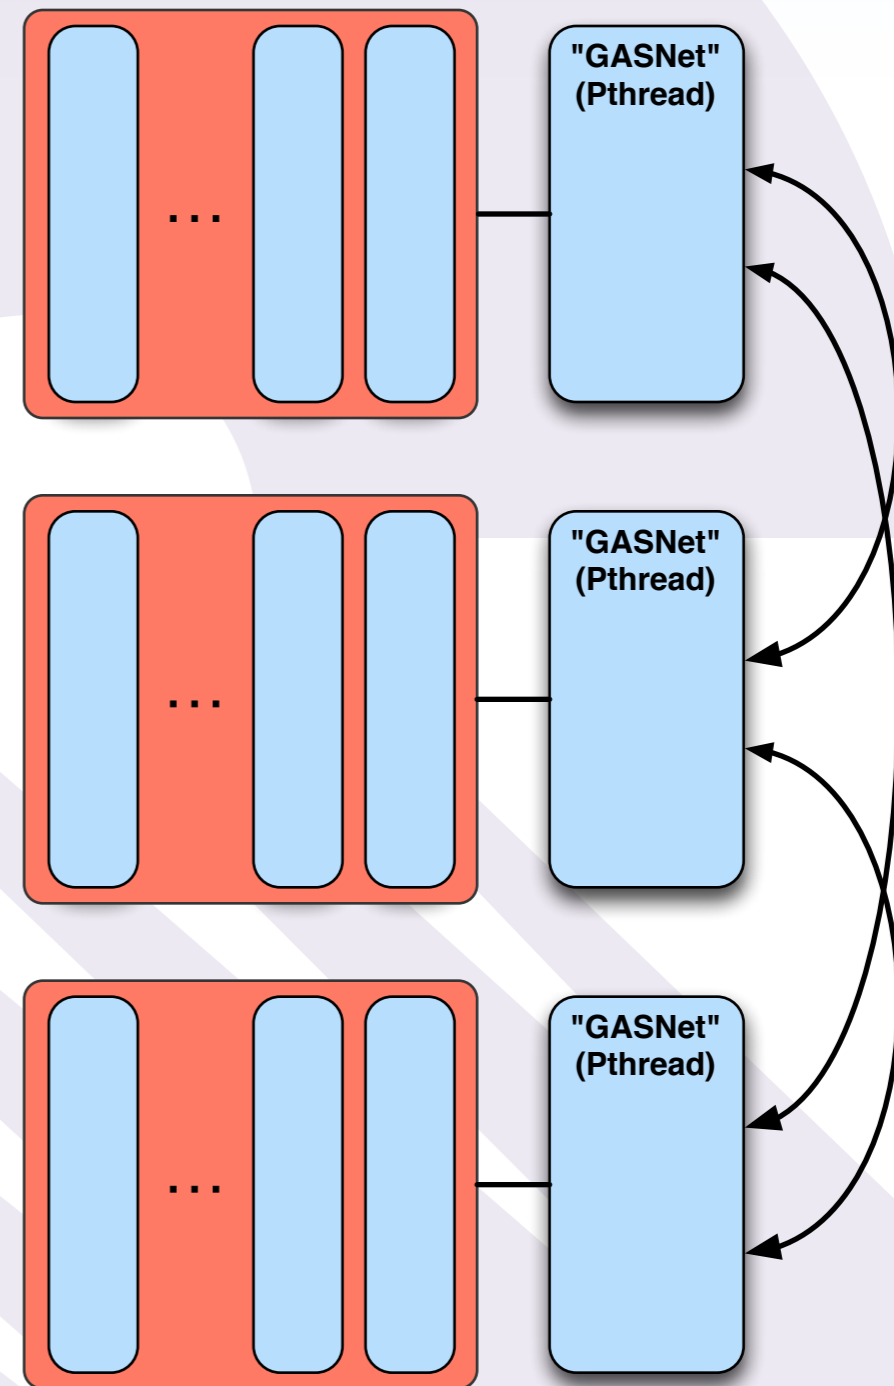 "GASNet"
(Pthread)
...
"GASNet"
(Pthread)
...
"GASNet"
(Pthread)
...